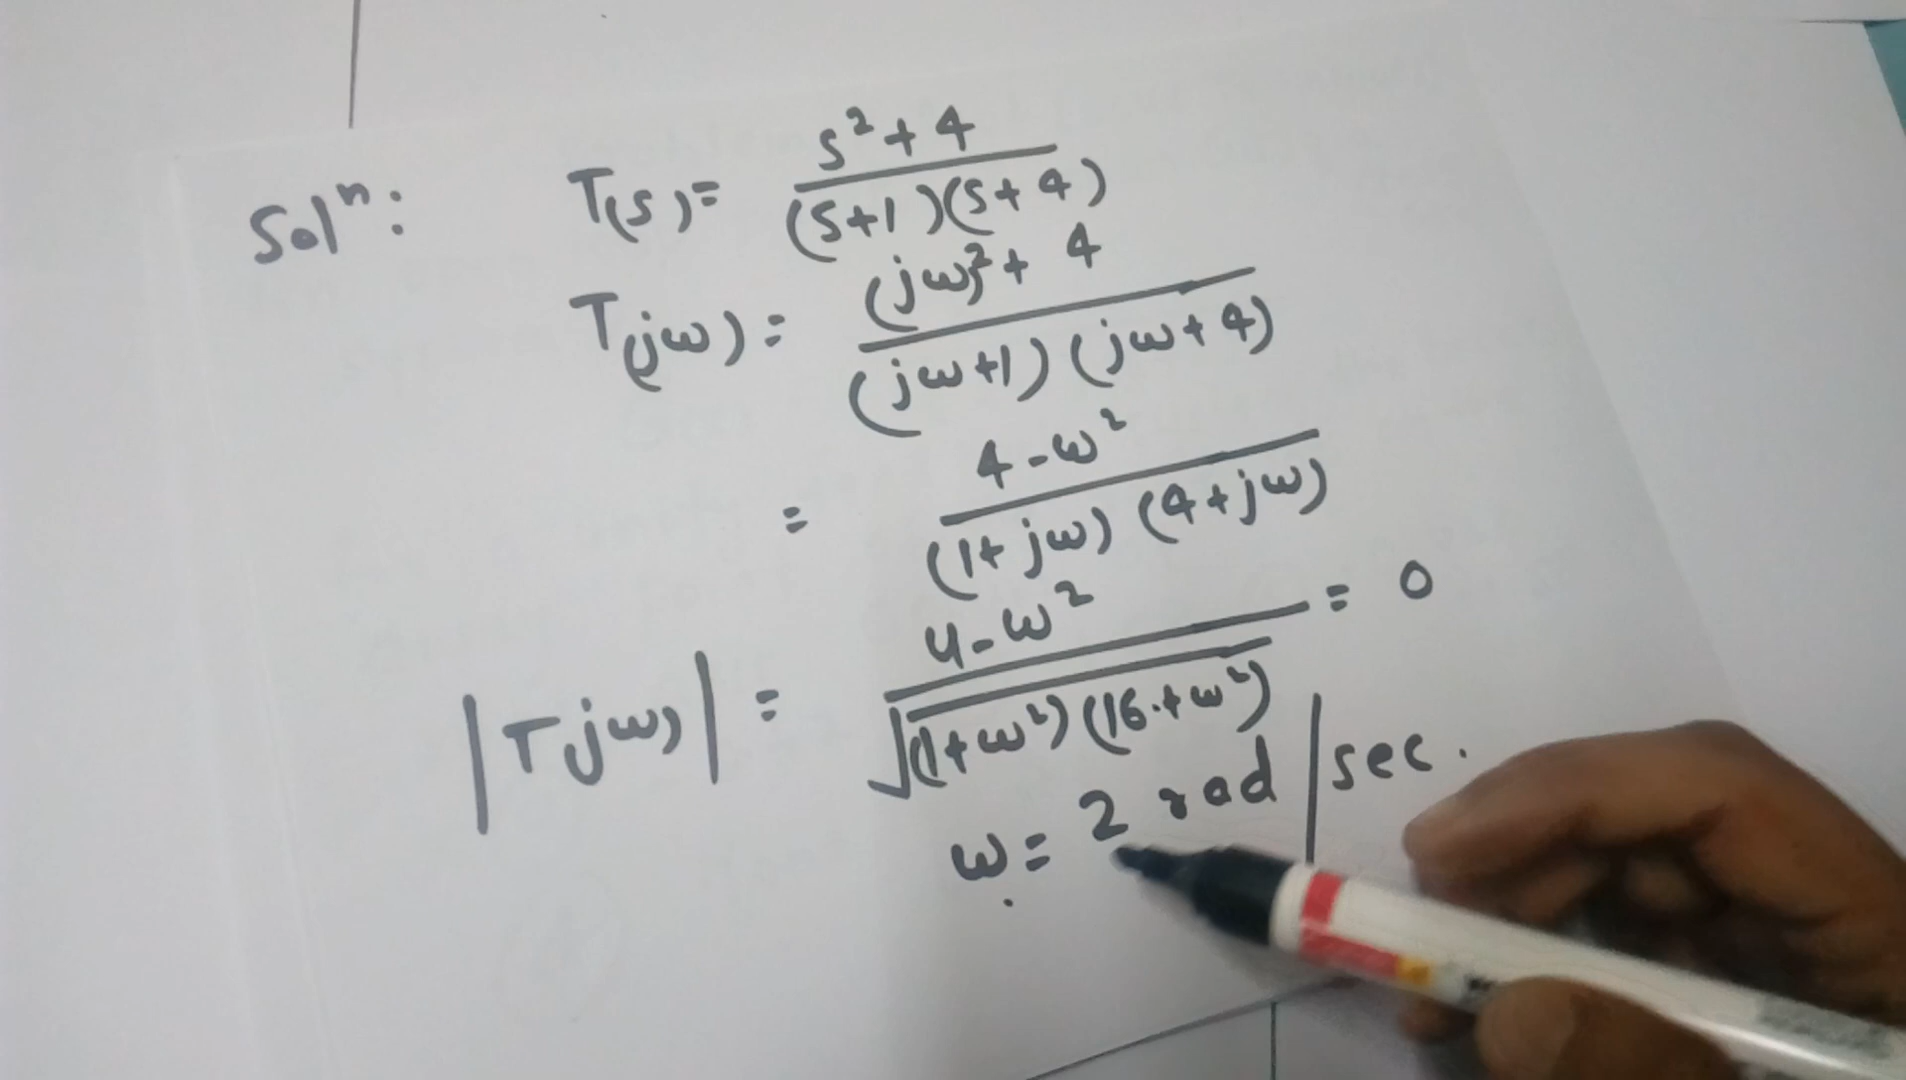 Solⁿ: T(s) = s² + 4 / (s+1)(s+4)
T(jω) = (jω)² + 4 / (jω+1)(jω+4)
= 4-ω² / (1+jω)(4+jω)
|T(jω)| = 4-ω² / √(1+ω²)(16+ω²) = 0
ω = 2 rad/sec.